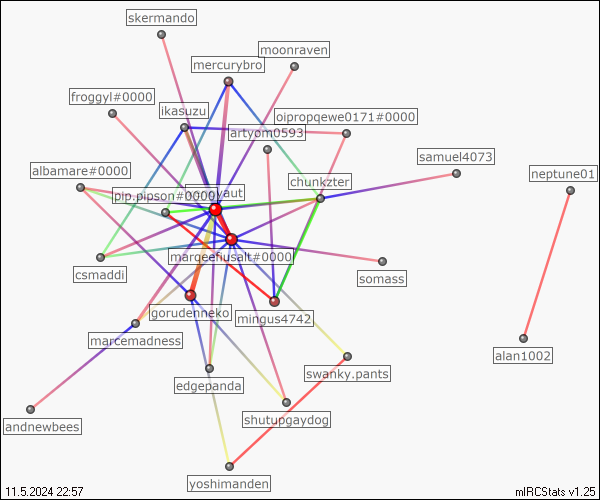 skermando
moonraven
mercurybro
froggyl#0000
ikasuzu
oipropqewe0171#0000
artyom0593
samuel4073
albamare#0000
neptune01
chunkzter
pip.pinson#0000
yaut
marqeefusalt#0000
csmaddi
somass
gorudenneko
mingus4742
marcemadness
alan1002
swanky.pants
edgepanda
shutupgaydog
andnewbees
yoshimanden
11.5.2024 22:57
mIRCStats v1.25